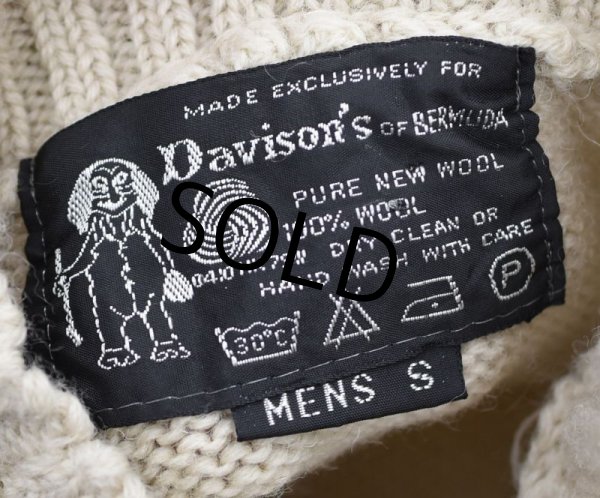 MADE EXCLUSIVELY FOR
Davison's OF BERMUDA
PURE NEW WOOL
100% WOOL
DRY CLEAN OR
HAND WASH WITH CARE
30°C
P
MENS S
SOLD